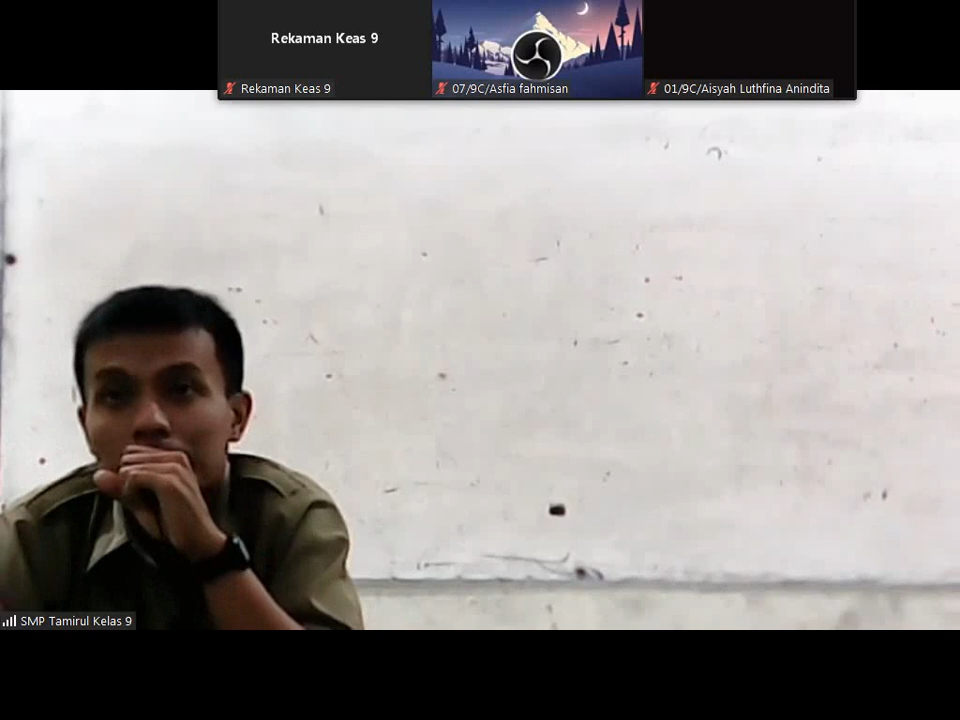 Rekaman Keas 9
Rekaman Keas 9
07/9C/Asfia fahmisan
01/9C/Aisyah Luthfina Anindita
SMP Tamirul Kelas 9